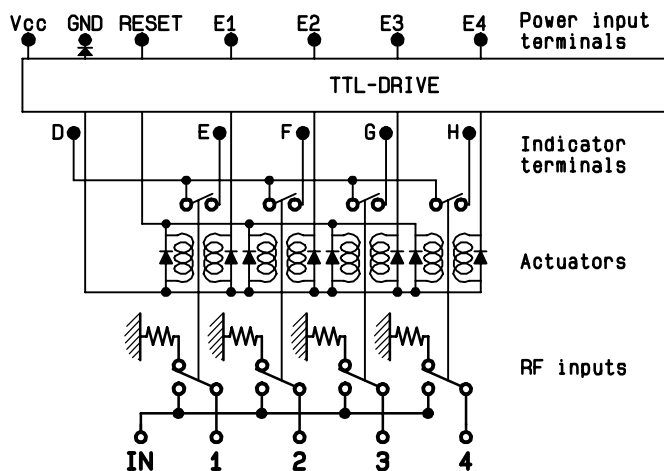 Vcc GND RESET E1 E2 E3 E4 Power input
terminals
TTL-DRIVE
D E F G H Indicator
terminals
Actuators
RF inputs
IN 1 2 3 4